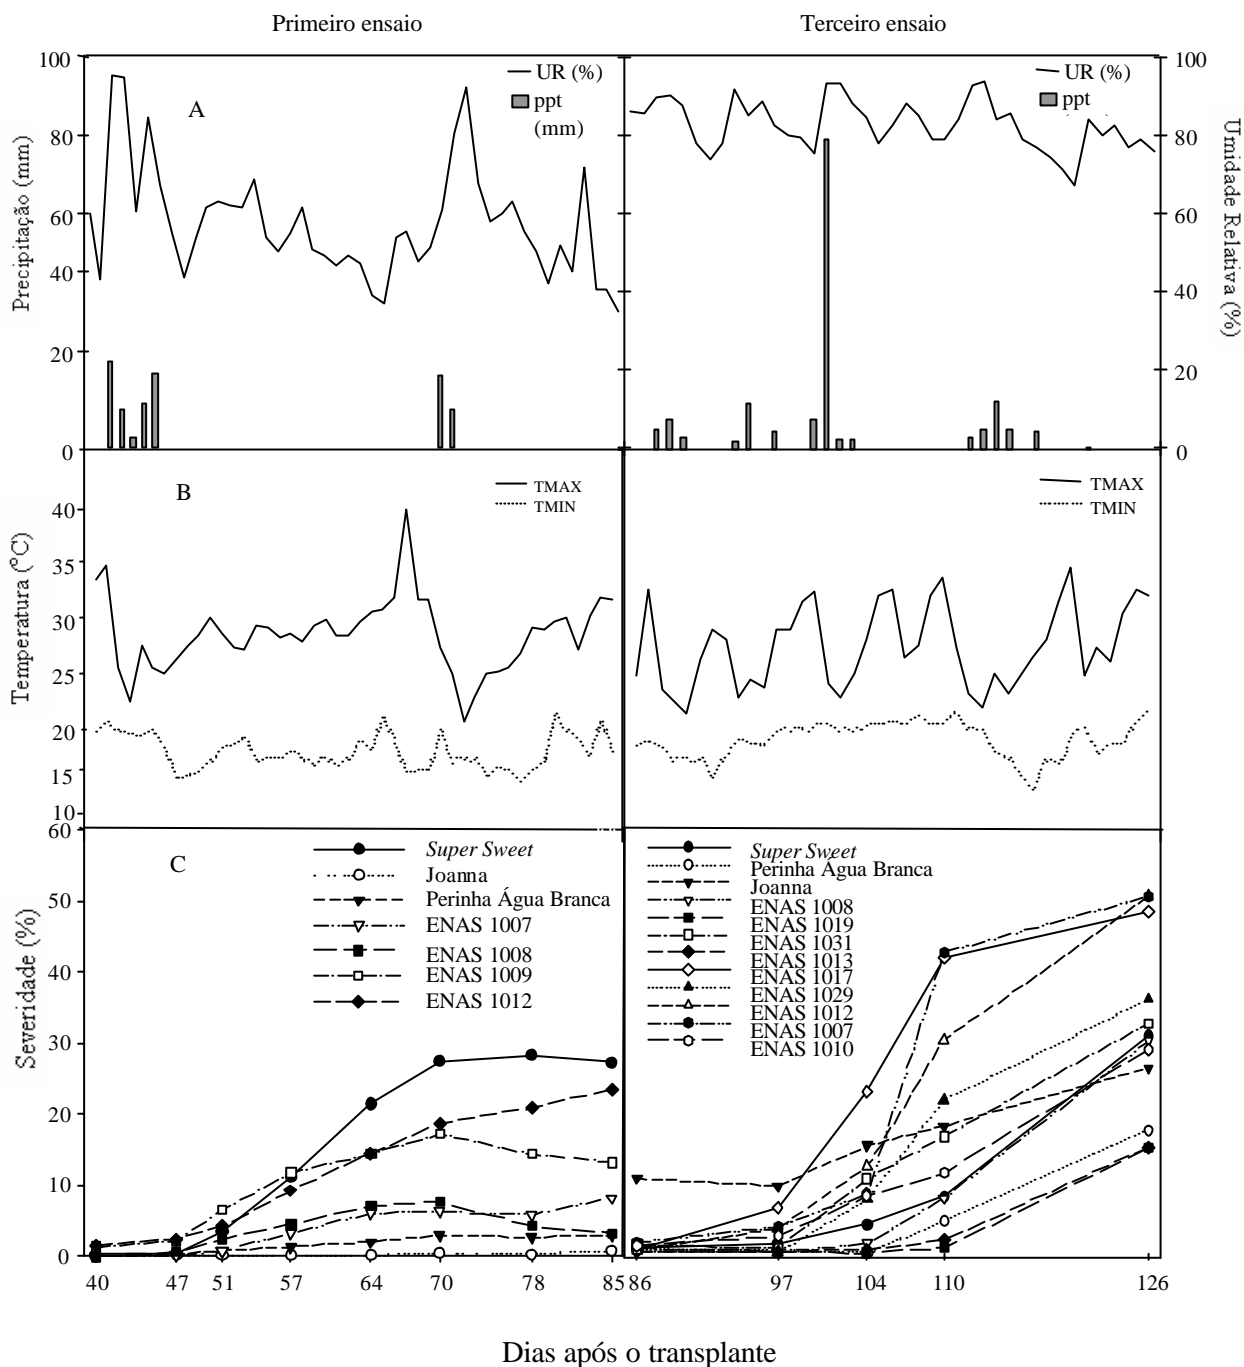 Primeiro ensaio
Terceiro ensaio
100
80
60
40
20
0
Precipitação (mm)
A
UR (%)
ppt
(mm)
UR (%)
ppt
100
80
60
40
20
0
Umidade Relativa (%)
B
TMAX
TMIN
TMAX
TMIN
40
35
30
25
20
15
10
Temperatura (°C)
60
50
40
30
20
10
0
Severidade (%)
C
Super Sweet
Joanna
Perinha Água Branca
ENAS 1007
ENAS 1008
ENAS 1009
ENAS 1012
Super Sweet
Perinha Água Branca
Joanna
ENAS 1008
ENAS 1019
ENAS 1031
ENAS 1013
ENAS 1017
ENAS 1029
ENAS 1012
ENAS 1007
ENAS 1010
40 47 51 57 64 70 78 85
86 97 104 110 126
Dias após o transplante